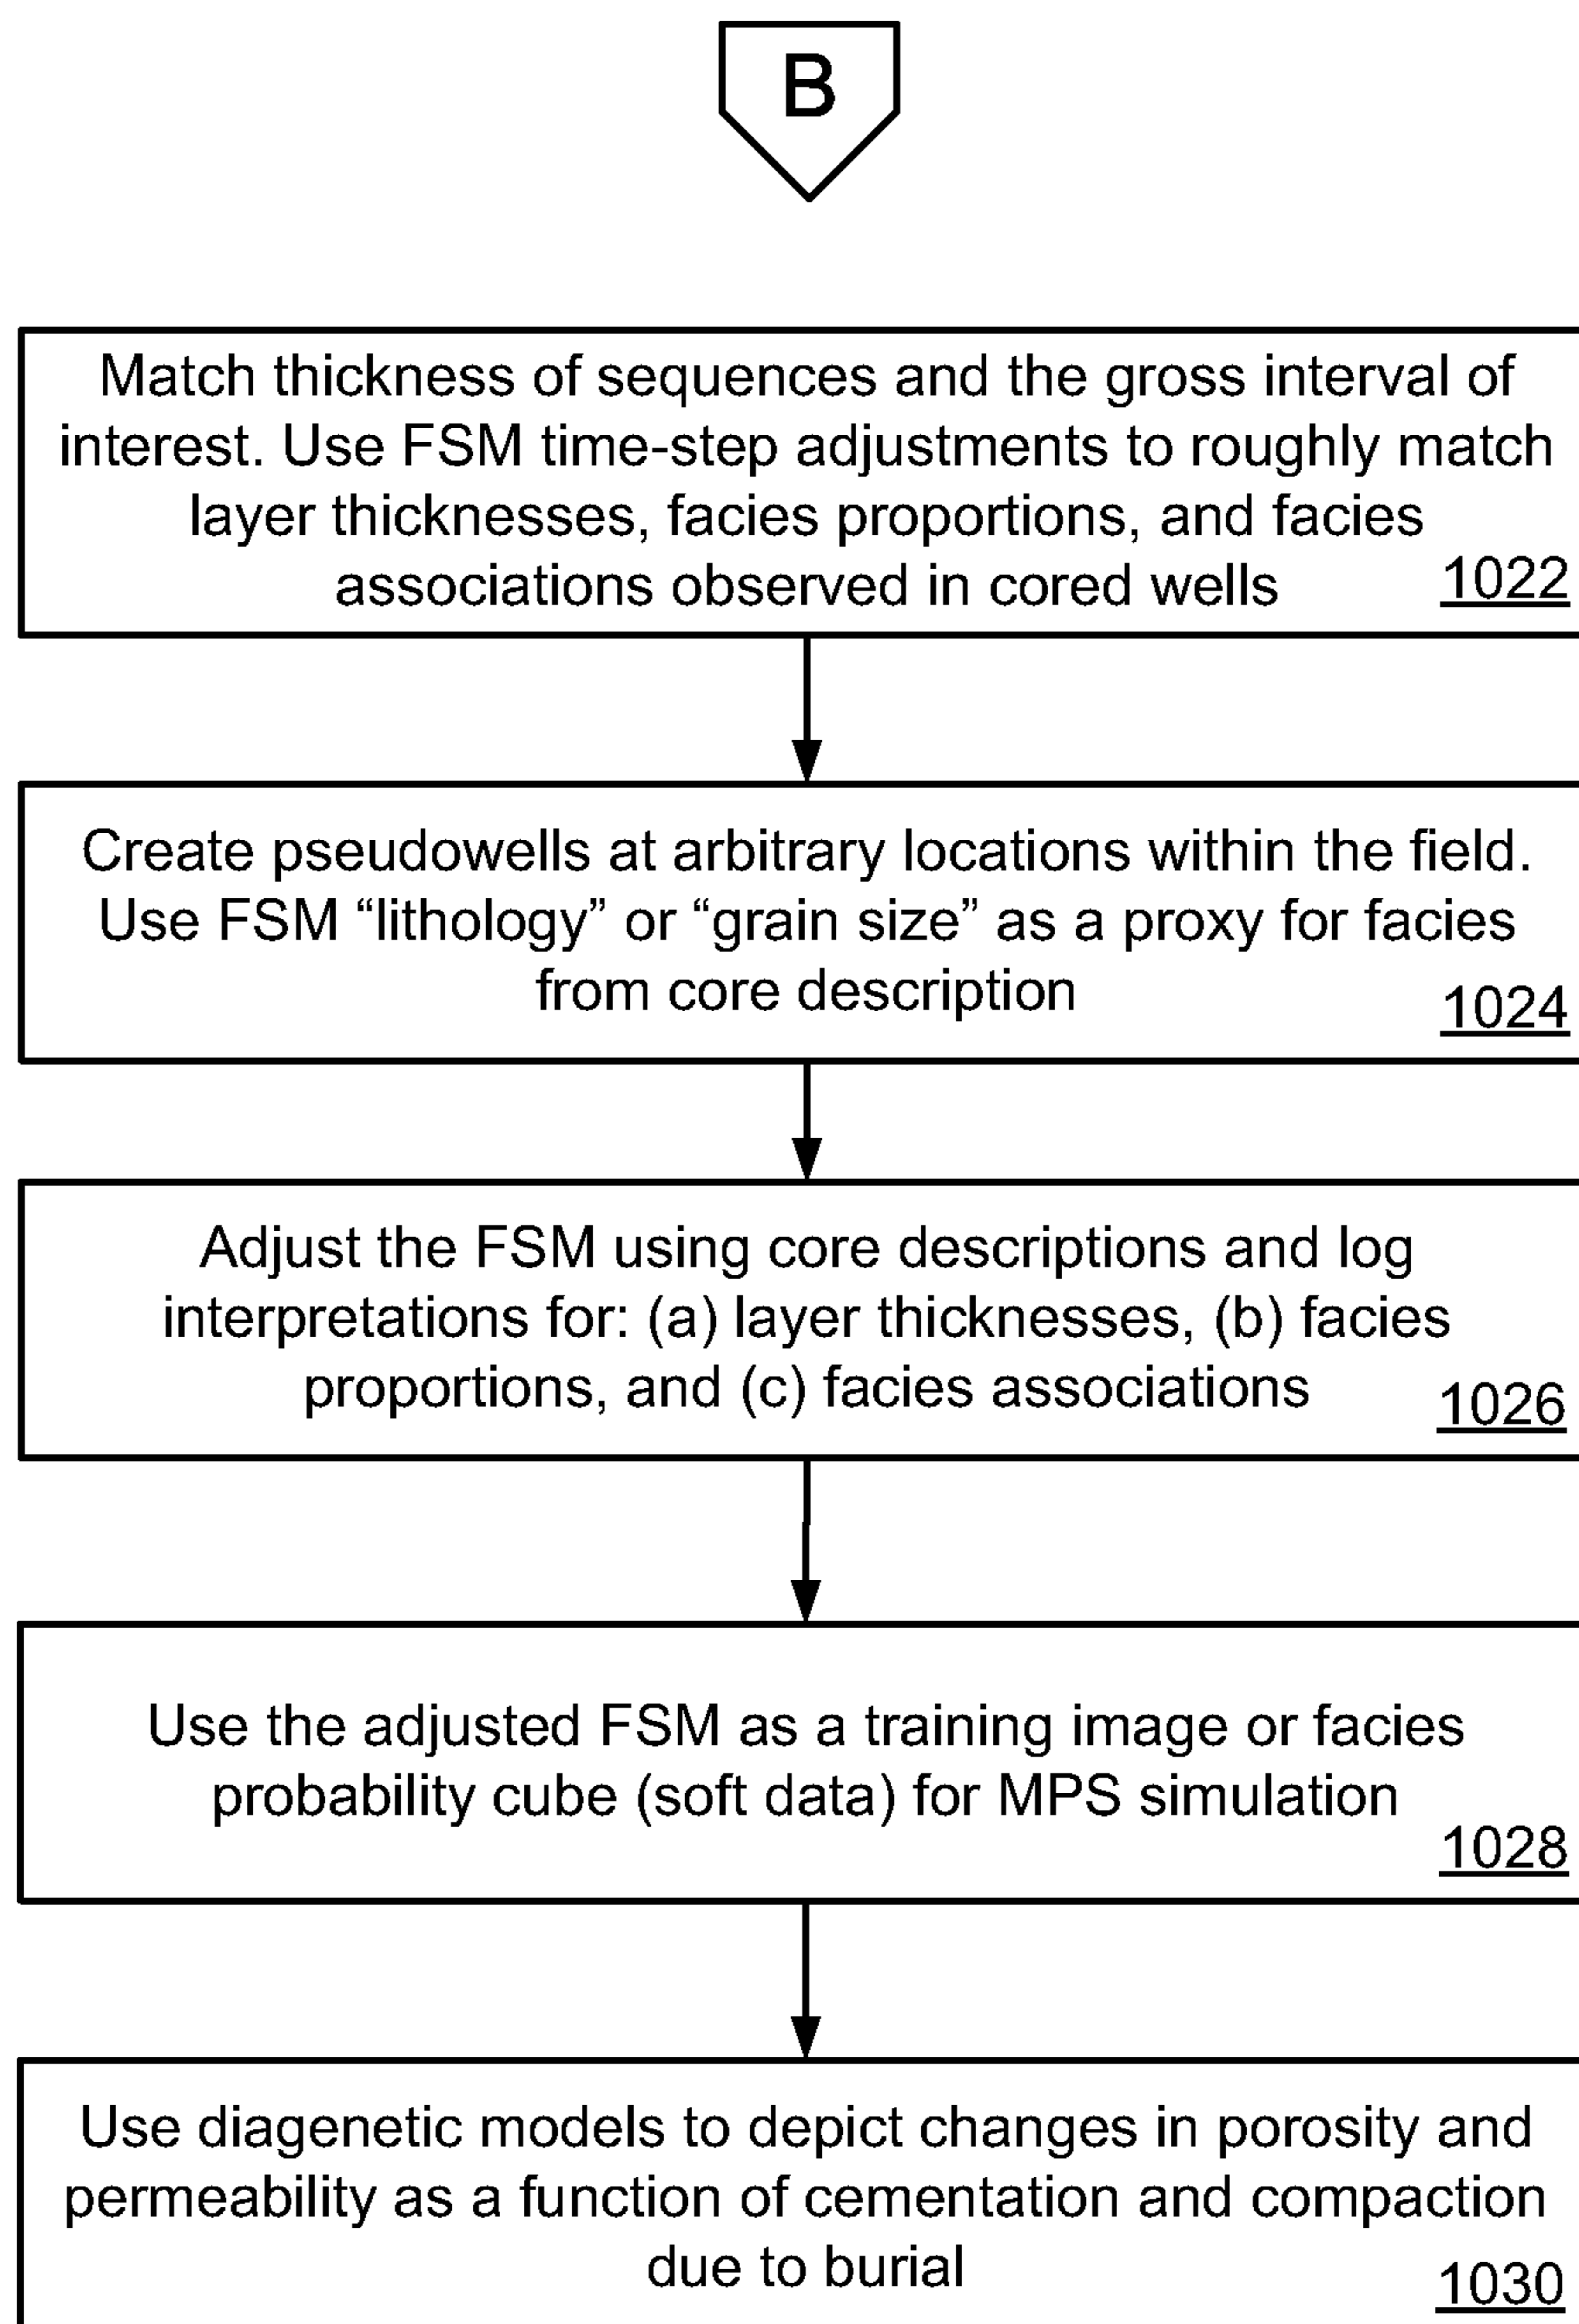 B
Match thickness of sequences and the gross interval of
interest. Use FSM time-step adjustments to roughly match
layer thicknesses, facies proportions, and facies
associations observed in cored wells
1022
Create pseudowells at arbitrary locations within the field.
Use FSM “lithology” or “grain size” as a proxy for facies
from core description
1024
Adjust the FSM using core descriptions and log
interpretations for: (a) layer thicknesses, (b) facies
proportions, and (c) facies associations
1026
Use the adjusted FSM as a training image or facies
probability cube (soft data) for MPS simulation
1028
Use diagenetic models to depict changes in porosity and
permeability as a function of cementation and compaction
due to burial
1030